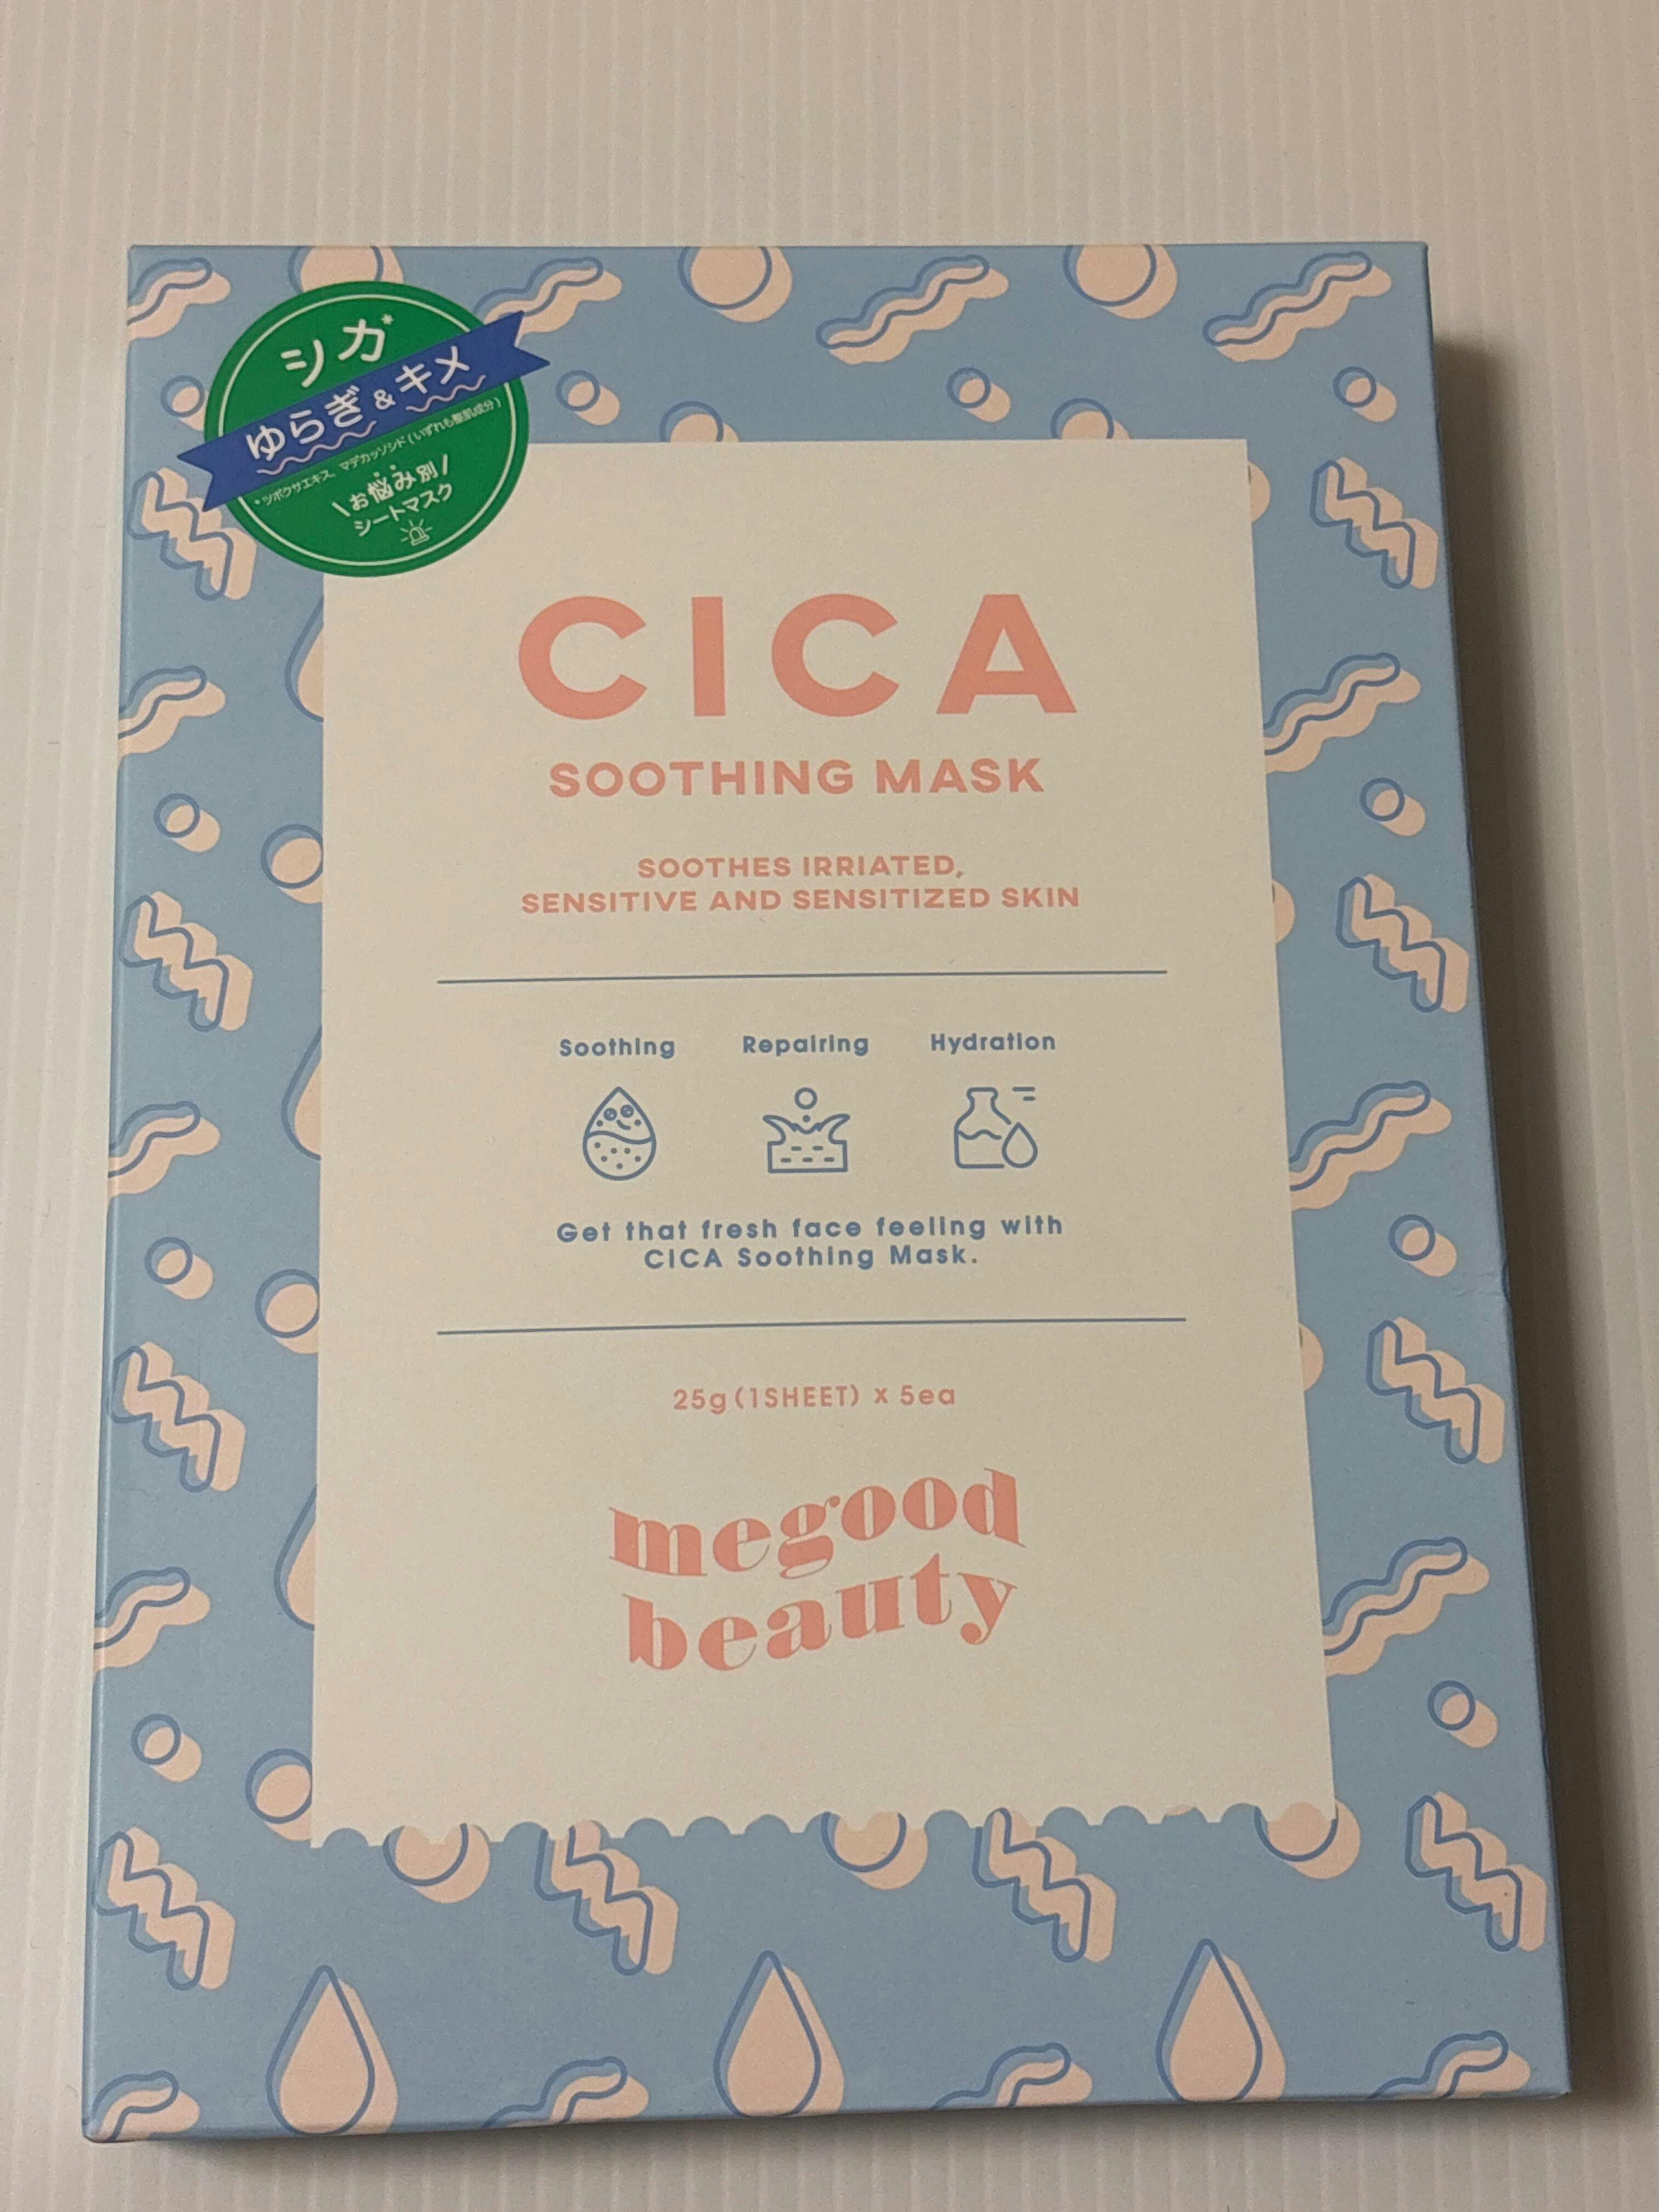 シカ*
ゆらぎ&キメ
*ツボクサエキス、マデカッソシド(いずれも整肌成分)
\お悩み別/
シートマスク
CICA
SOOTHING MASK
SOOTHES IRRIATED,
SENSITIVE AND SENSITIZED SKIN
Soothing Repairing Hydration
Get that fresh face feeling with
CICA Soothing Mask.
25g(1SHEET) x 5ea
megood
beauty